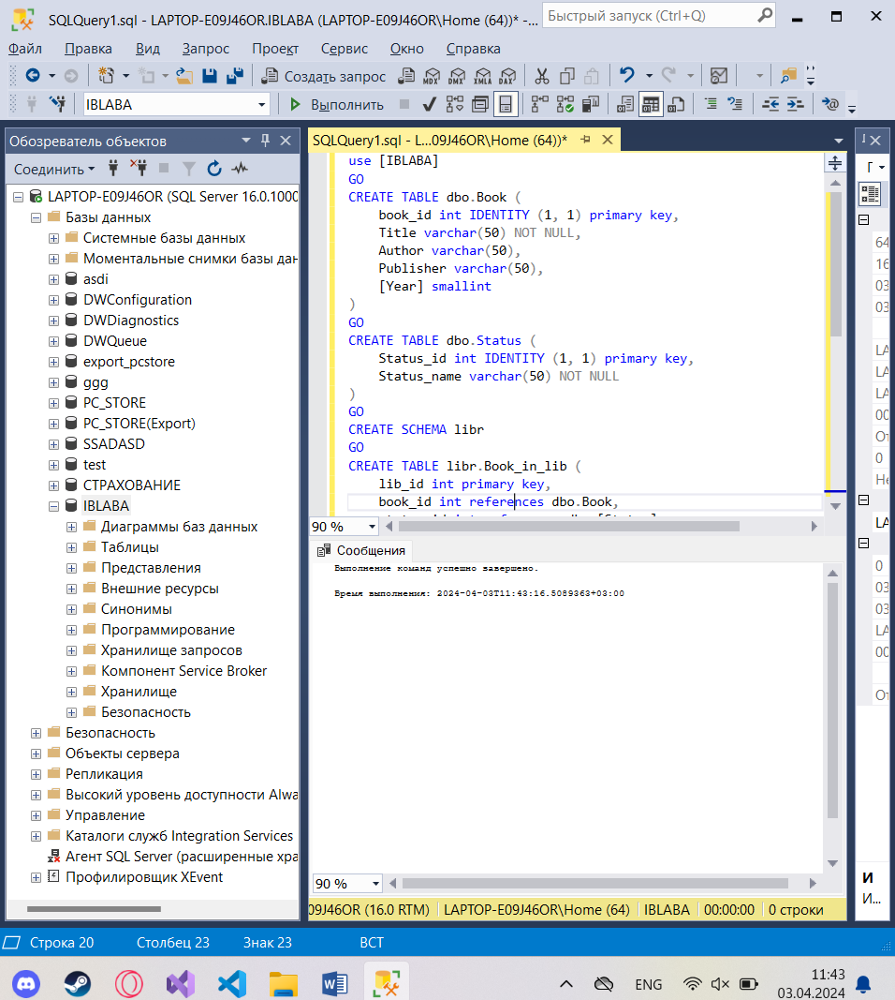 SQLQuery1.sql - LAPTOP-E09J46OR.IBLABA (LAPTOP-E09J46OR\Home (64))* -...
Быстрый запуск (Ctrl+Q)
Файл Правка Вид Запрос Проект Сервис Окно Справка
Создать запрос MDX DMX XMLA DAX
IBLABA Выполнить
Обозреватель объектов
Соединить
LAPTOP-E09J46OR (SQL Server 16.0.1000
Базы данных
Системные базы данных
Моментальные снимки базы дан
asdi
DWConfiguration
DWDiagnostics
DWQueue
export_pcstore
ggg
PC_STORE
PC_STORE(Export)
SSADASD
test
СТРАХОВАНИЕ
IBLABA
Диаграммы баз данных
Таблицы
Представления
Внешние ресурсы
Синонимы
Программирование
Хранилище запросов
Компонент Service Broker
Хранилище
Безопасность
Безопасность
Объекты сервера
Репликация
Высокий уровень доступности Alwa
Управление
Каталоги служб Integration Services
Агент SQL Server (расширенные хра
Профилировщик XEvent
SQLQuery1.sql - L...09J46OR\Home (64))*
use [IBLABA]
GO
CREATE TABLE dbo.Book (
book_id int IDENTITY (1, 1) primary key,
Title varchar(50) NOT NULL,
Author varchar(50),
Publisher varchar(50),
[Year] smallint
)
GO
CREATE TABLE dbo.Status (
Status_id int IDENTITY (1, 1) primary key,
Status_name varchar(50) NOT NULL
)
GO
CREATE SCHEMA libr
GO
CREATE TABLE libr.Book_in_lib (
lib_id int primary key,
book_id int references dbo.Book,
90 %
Сообщения
Выполнение команд успешно завершено.
Время выполнения: 2024-04-03T11:43:16.5089363+03:00
90 %
09J46OR (16.0 RTM) LAPTOP-E09J46OR\Home (64) IBLABA 00:00:00 0 строки
Г
64
16
03
03
LA
LA
LA
00
От
0
Не
LA
0
03
03
LA
00
От
И
И...
Строка 20 Столбец 23 Знак 23 ВСТ
ENG
11:43
03.04.2024